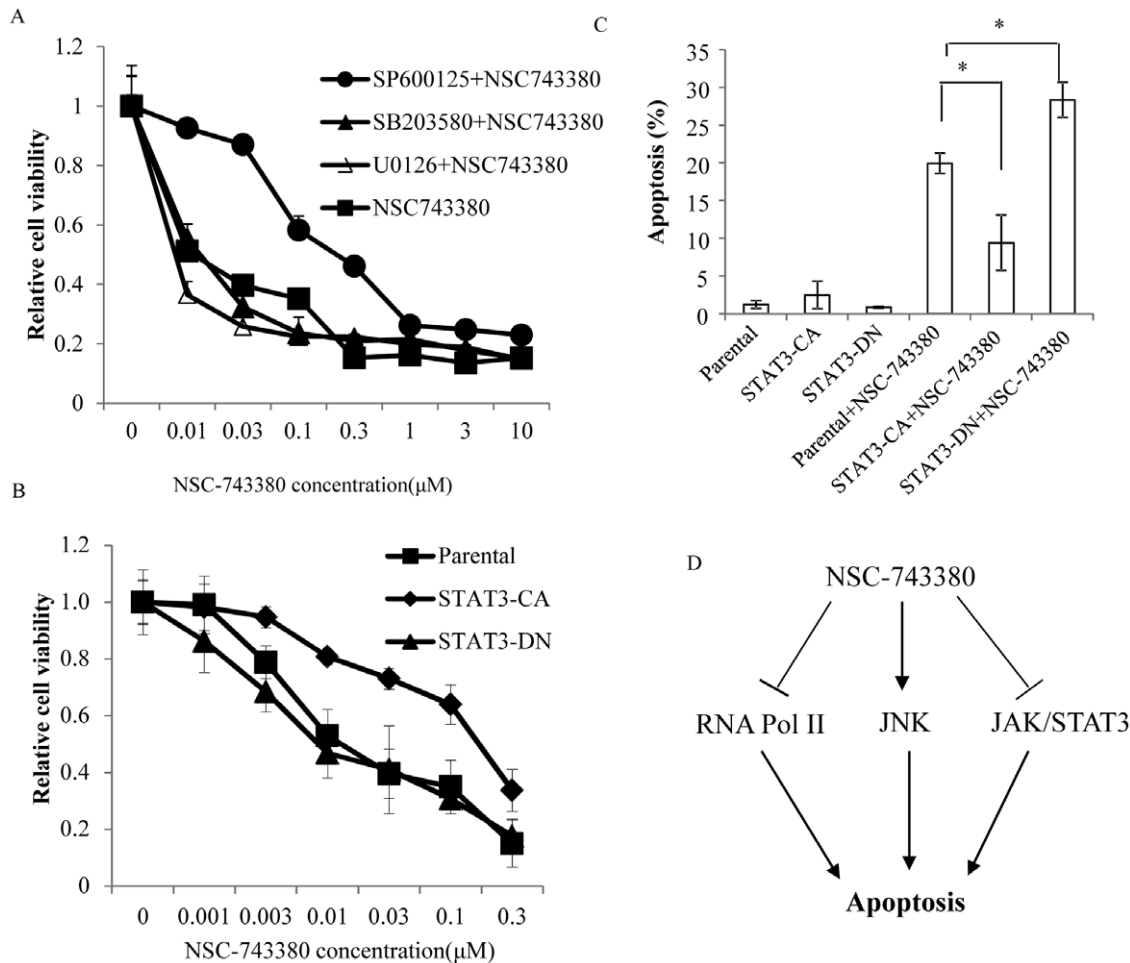 A
1.2
1
0.8
0.6
0.4
0.2
0
Relative cell viability
SP600125+NSC743380
SB203580+NSC743380
U0126+NSC743380
NSC743380
0 0.01 0.03 0.1 0.3 1 3 10
NSC-743380 concentration(μM)
B
1.2
1.0
0.8
0.6
0.4
0.2
0
Relative cell viability
Parental
STAT3-CA
STAT3-DN
0 0.001 0.003 0.01 0.03 0.1 0.3
NSC-743380 concentration(μM)
C
*
*
35
30
25
20
15
10
5
0
Apoptosis (%)
Parental
STAT3-CA
STAT3-DN
Parental+NSC-743380
STAT3-CA+NSC-743380
STAT3-DN+NSC-743380
D
NSC-743380
RNA Pol II JNK JAK/STAT3
Apoptosis